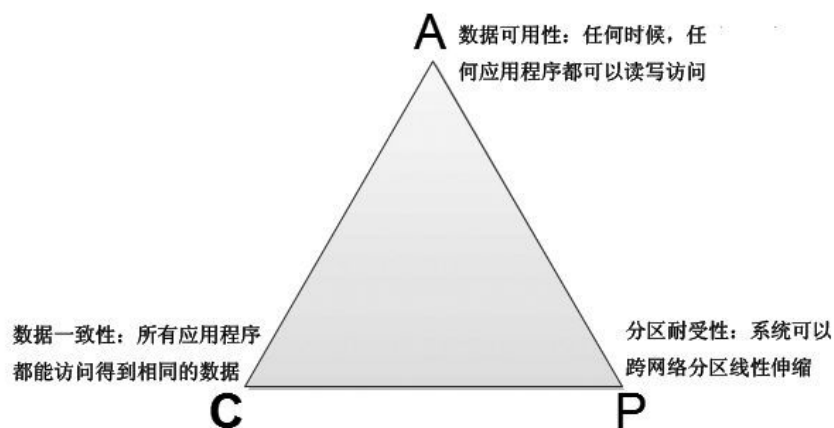 A
数据可用性：任何时候，任
何应用程序都可以读写访问
数据一致性：所有应用程序
都能访问得到相同的数据
C
分区耐受性：系统可以
跨网络分区线性伸缩
P